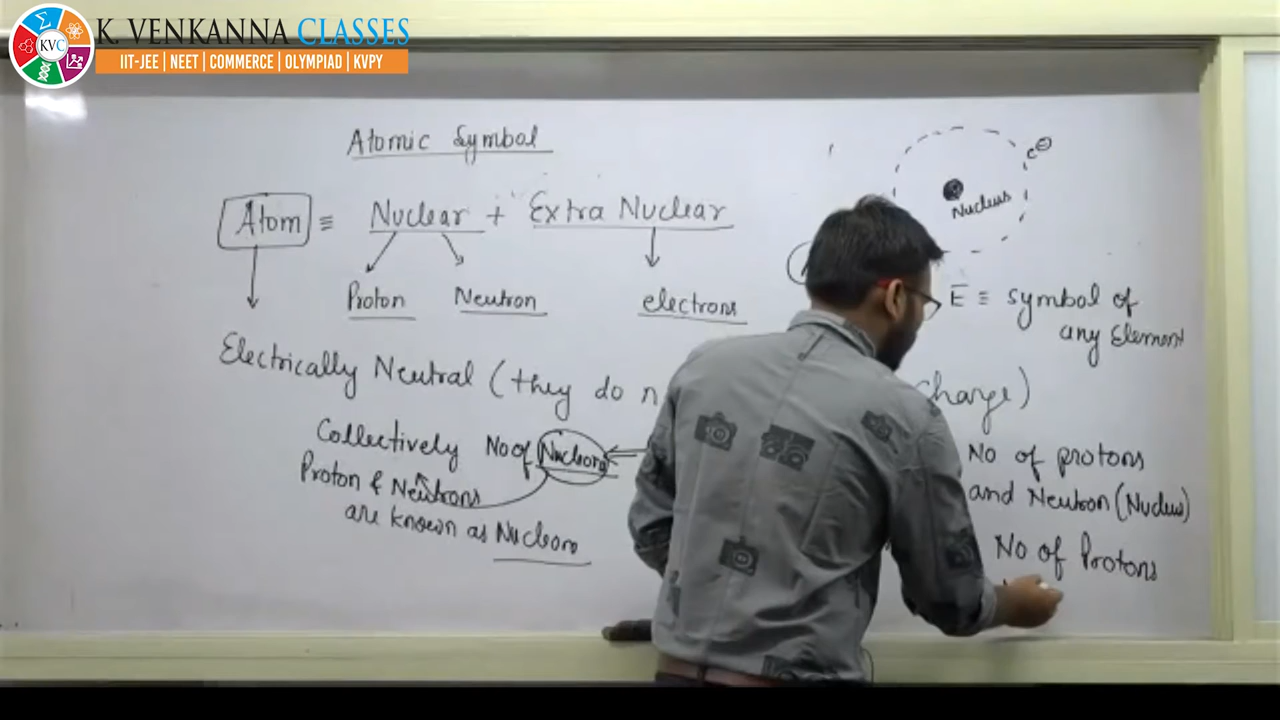 K. VENKANNA CLASSES
KVC
IIT-JEE | NEET | COMMERCE | OLYMPIAD | KVPY
Atomic Symbol
e⊖
Nucleus
Atom ≡ Nuclear + Extra Nuclear
Proton Neutron electrons
E ≡ symbol of
any Element
Electrically Neutral (they do n
Charge)
Collectively No of Nucleons
Proton & Neutrons
are known as Nucleons
No of protons
and Neutron (Nucleus)
No of Protons